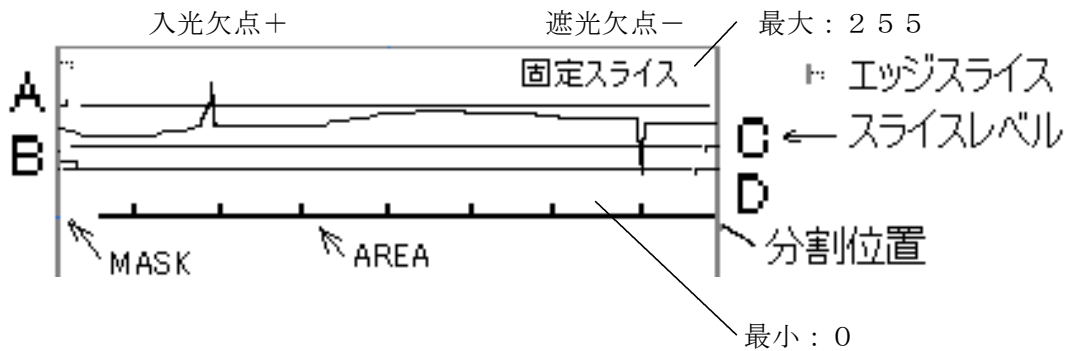 入光欠点＋
遮光欠点－
最大：２５５
固定スライス
エッジスライス
A
B
C
スライスレベル
D
MASK
AREA
分割位置
最小：０